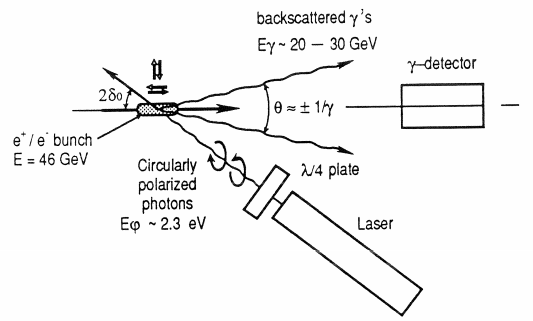 backscattered γ's
Eγ ~ 20 — 30 GeV
γ–detector
2δ₀
θ ≈ ± 1/γ
e⁺ / e⁻ bunch
E = 46 GeV
Circularly
polarized
photons
Eφ ~ 2.3 eV
λ/4 plate
Laser